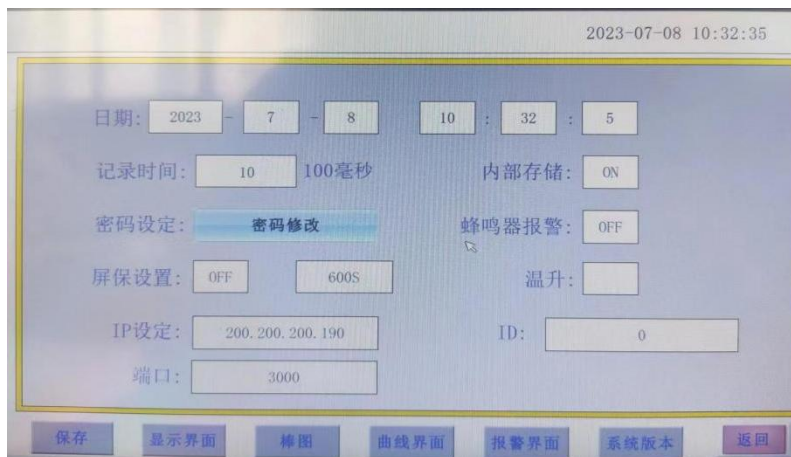 2023-07-08 10:32:35
日期: 2023 - 7 - 8 10 : 32 : 5
记录时间: 10 100毫秒 内部存储: ON
密码设定: 密码修改 蜂鸣器报警: OFF
屏保设置: OFF 600S 温升:
IP设定: 200.200.200.190 ID: 0
端口: 3000
保存 显示界面 棒图 曲线界面 报警界面 系统版本 返回